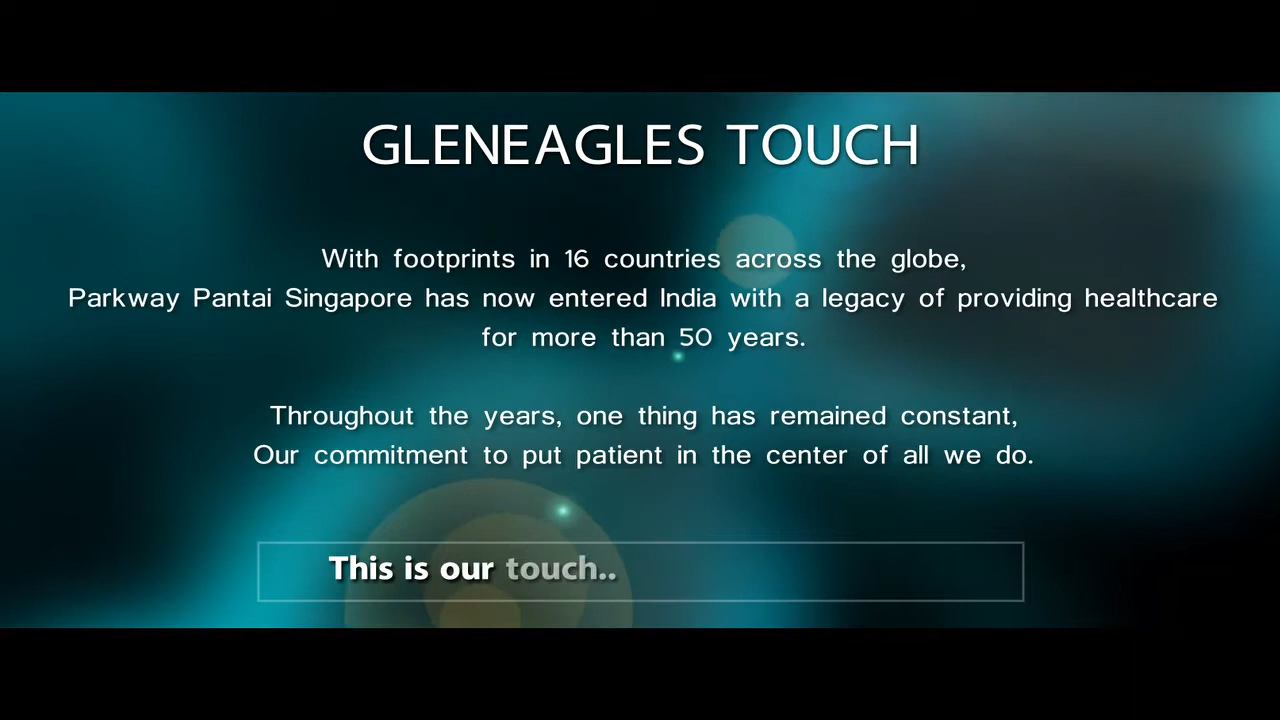 GLENEAGLES TOUCH
With footprints in 16 countries across the globe,
Parkway Pantai Singapore has now entered India with a legacy of providing healthcare
for more than 50 years.
Throughout the years, one thing has remained constant,
Our commitment to put patient in the center of all we do.
This is our touch..